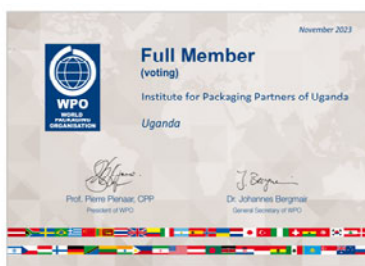 November 2023
Full Member
(voting)
Institute for Packaging Partners of Uganda
Uganda
WPO
WORLD
PACKAGING
ORGANISATION
Prof. Pierre Pienaar, CPP
President of WPO
Dr. Johannes Bergmair
General Secretary of WPO